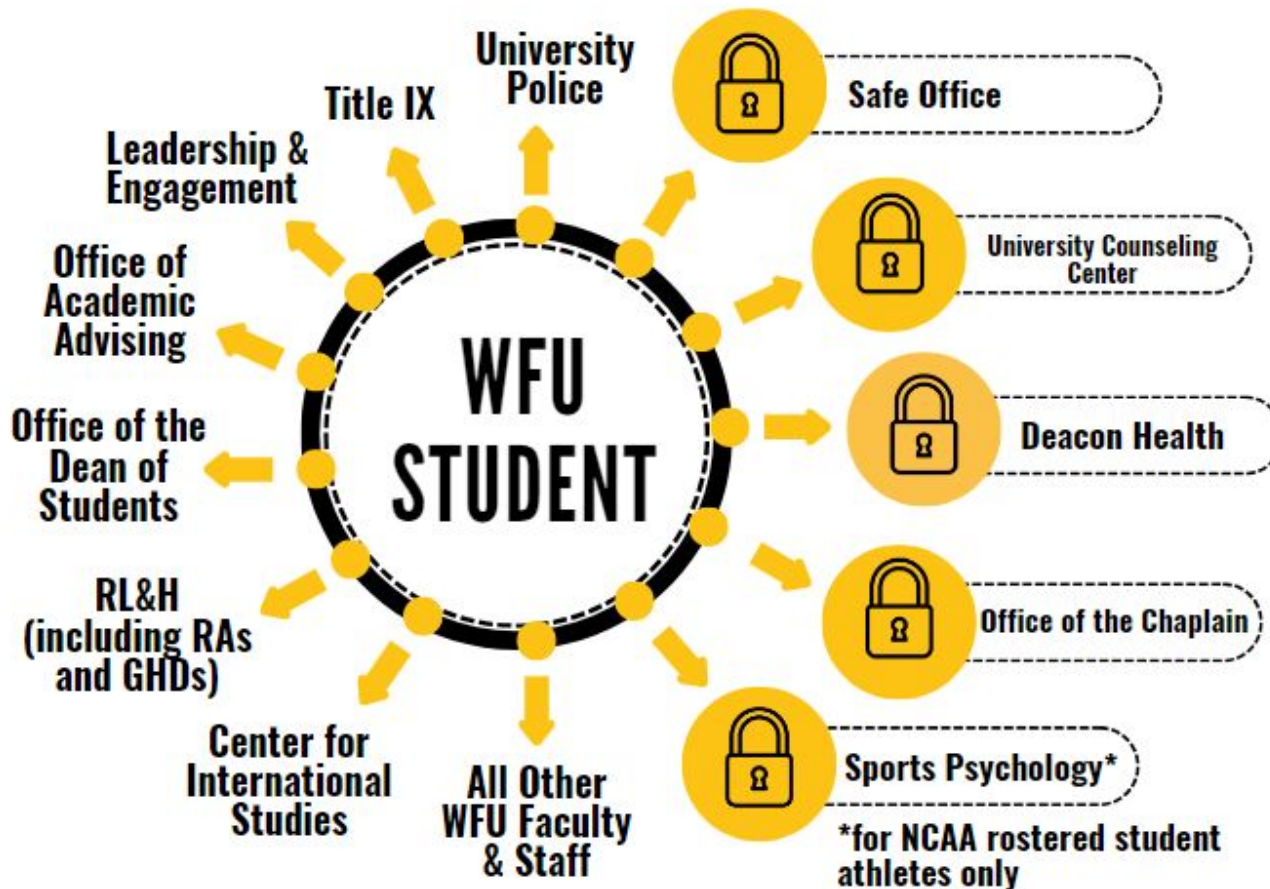 University
Police
Title IX
Leadership &
Engagement
Office of
Academic
Advising
Office of the
Dean of
Students
RL&H
(including RAs
and GHDs)
Center for
International
Studies
All Other
WFU Faculty
& Staff
WFU
STUDENT
Safe Office
University Counseling
Center
Deacon Health
Office of the Chaplain
Sports Psychology*
*for NCAA rostered student
athletes only